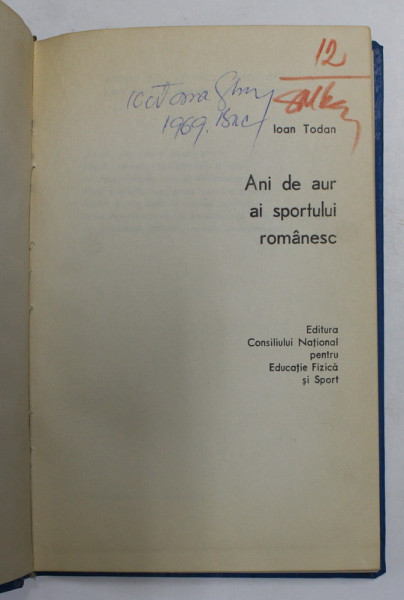 12
1969.
Ioan Todan
Ani de aur
ai sportului
românesc
Editura
Consiliului Național
pentru
Educație Fizică
și Sport